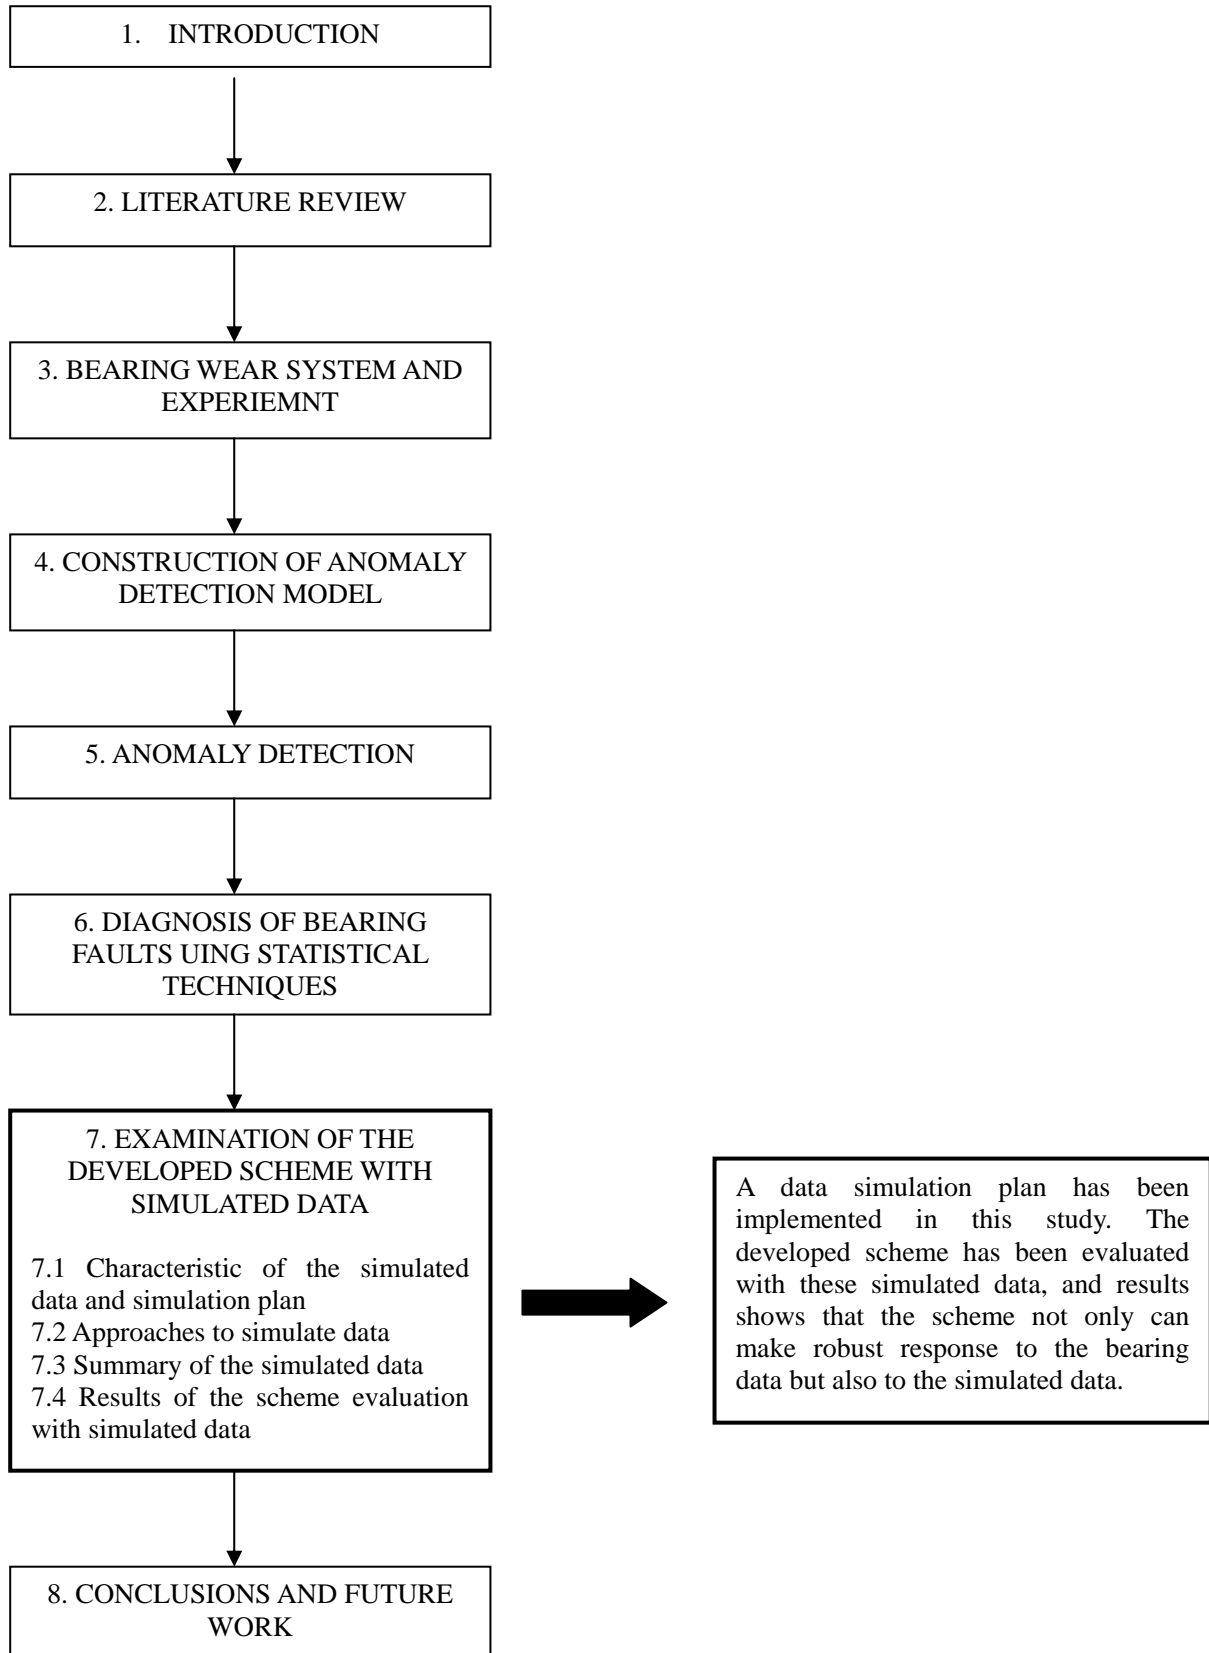 1. INTRODUCTION
2. LITERATURE REVIEW
3. BEARING WEAR SYSTEM AND
EXPERIEMNT
4. CONSTRUCTION OF ANOMALY
DETECTION MODEL
5. ANOMALY DETECTION
6. DIAGNOSIS OF BEARING
FAULTS UING STATISTICAL
TECHNIQUES
7. EXAMINATION OF THE
DEVELOPED SCHEME WITH
SIMULATED DATA
7.1 Characteristic of the simulated
data and simulation plan
7.2 Approaches to simulate data
7.3 Summary of the simulated data
7.4 Results of the scheme evaluation
with simulated data
A data simulation plan has been
implemented in this study. The
developed scheme has been evaluated
with these simulated data, and results
shows that the scheme not only can
make robust response to the bearing
data but also to the simulated data.
8. CONCLUSIONS AND FUTURE
WORK